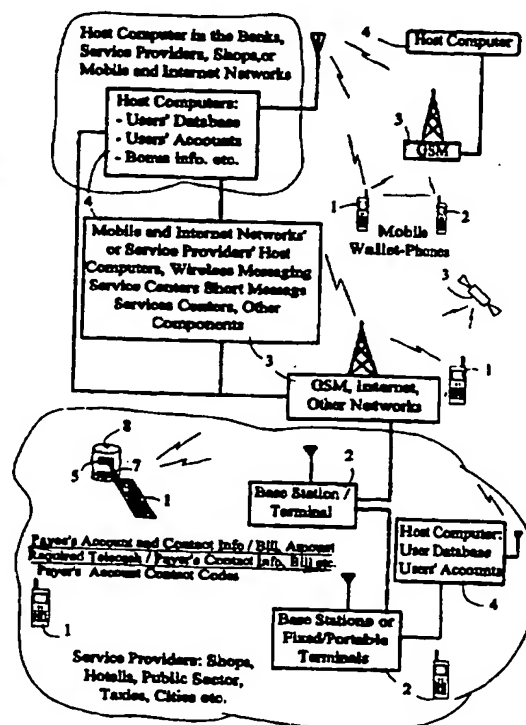 Host Computer in the Banks,
Service Providers, Shops,or
Mobile and Internet Networks
Host Computers:
- Users' Database
- Users' Accounts
- Bonus info. etc.
4
4
Host Computer
3
GSM
1
2
Mobile
Wallet-Phones
Mobile and Internet Networks'
or Service Providers' Host
Computers, Wireless Messaging
Service Centers Short Message
Services Centers, Other
Components
3
3
1
GSM, Internet,
Other Networks
8
5
7
1
2
Base Station /
Terminal
Host Computer:
User Database
Users' Accounts
4
Payee's Account and Contact Info / Bill Amount
Required Telecash / Payer's Contact Info, Bill etc.
Payer's Account Contact Codes
1
Base Stations or
Fixed/Portable
Terminals
2
Service Providers: Shops,
Hotells, Public Sector,
Taxies, Cities etc.